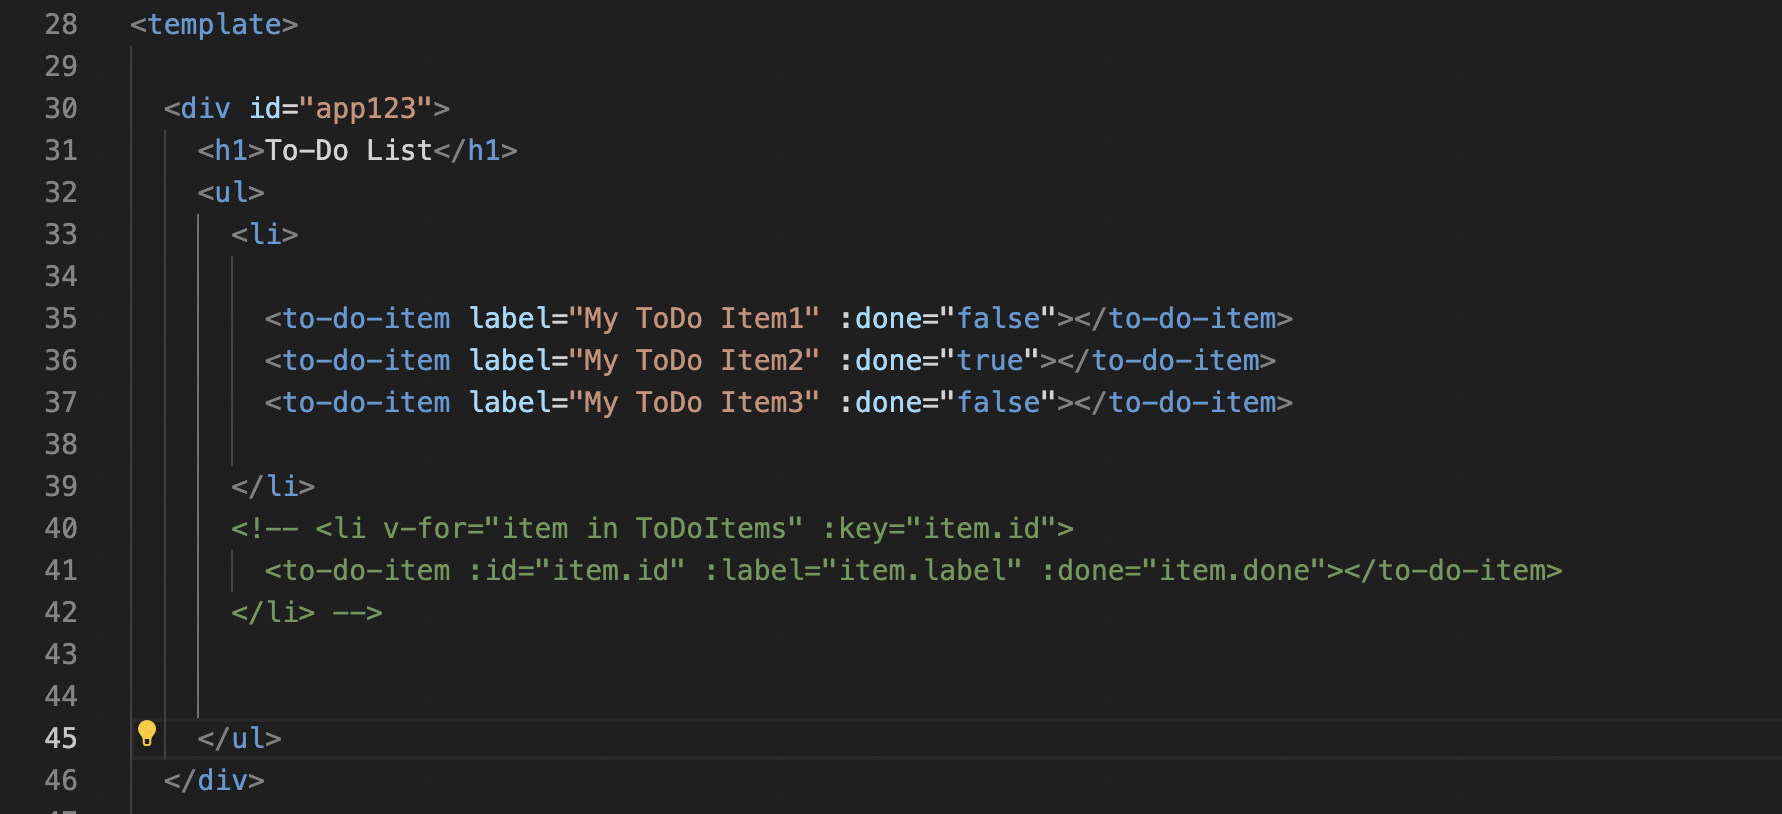 28 <template>
29
30 <div id="app123">
31 <h1>To-Do List</h1>
32 <ul>
33 <li>
34
35 <to-do-item label="My ToDo Item1" :done="false"></to-do-item>
36 <to-do-item label="My ToDo Item2" :done="true"></to-do-item>
37 <to-do-item label="My ToDo Item3" :done="false"></to-do-item>
38
39 </li>
40 <!-- <li v-for="item in ToDoItems" :key="item.id">
41 <to-do-item :id="item.id" :label="item.label" :done="item.done"></to-do-item>
42 </li> -->
43
44
45 </ul>
46 </div>